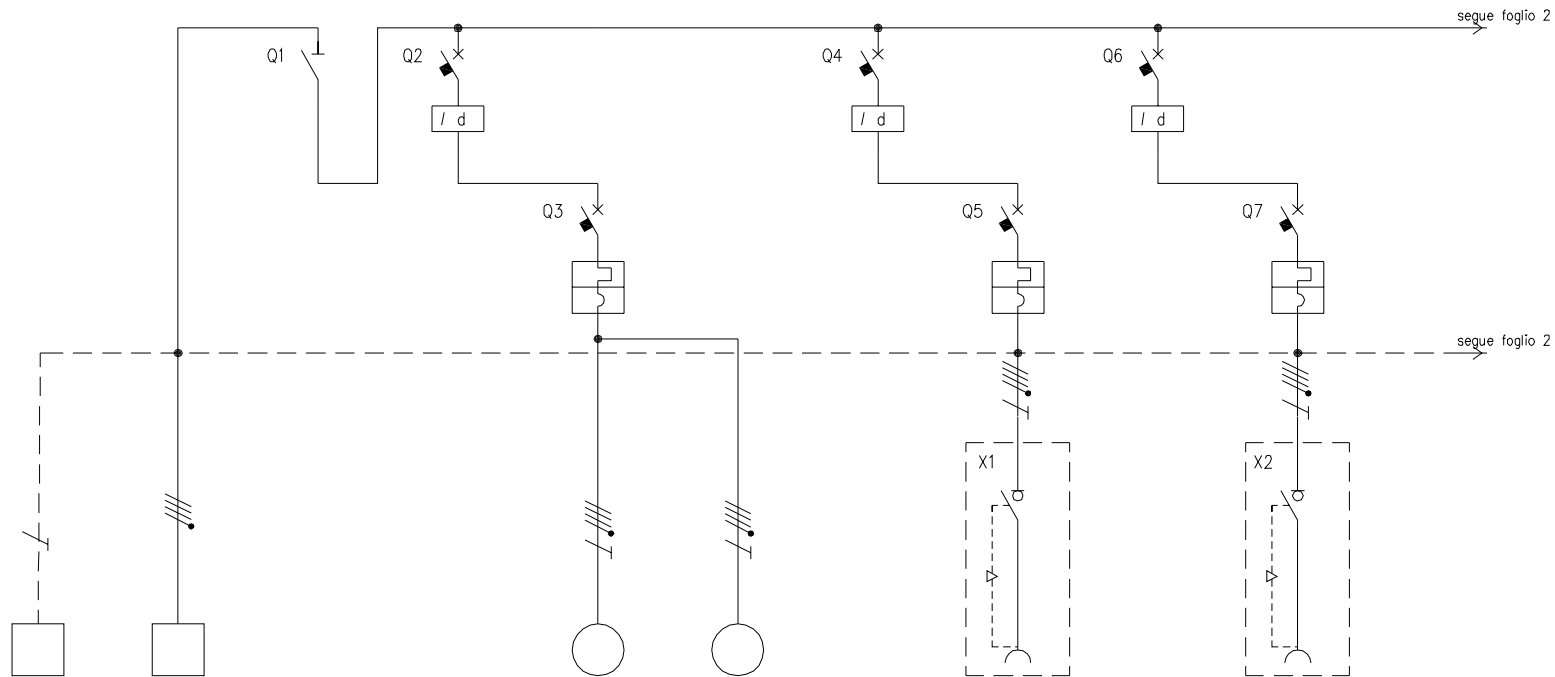 segue foglio 2
Q1
Q2
Q4
Q6
I d
I d
I d
Q3
Q5
Q7
segue foglio 2
X1
X2